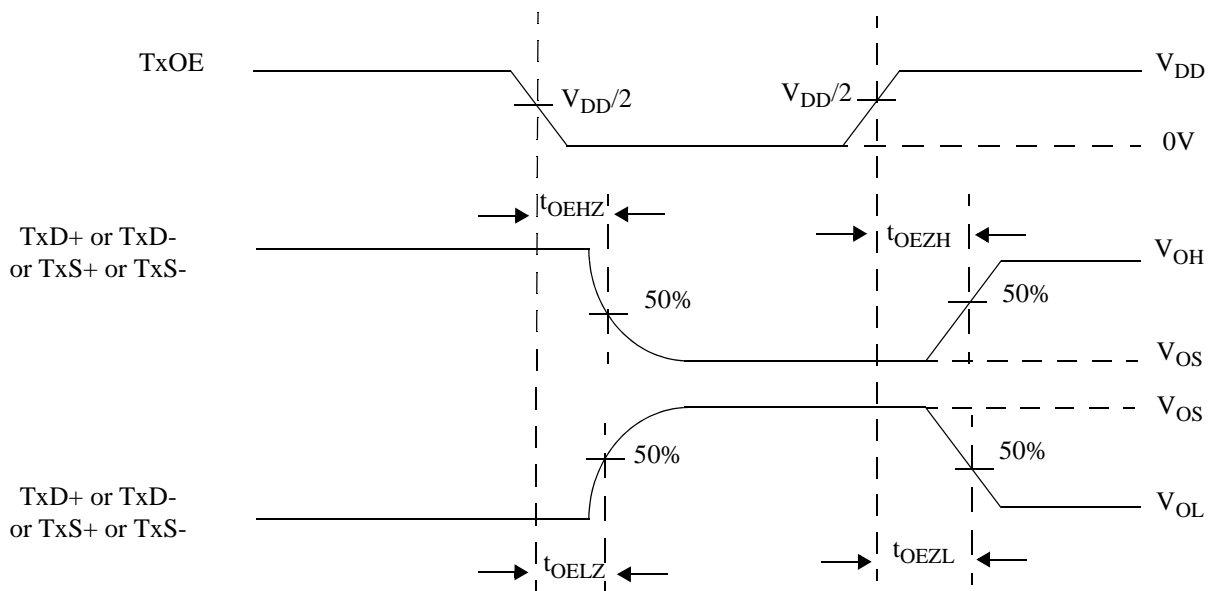 TxOE
V_DD
V_DD/2
V_DD/2
0V
t_OEHZ
TxD+ or TxD-
or TxS+ or TxS-
t_OEZH
V_OH
50%
50%
V_OS
V_OS
50%
50%
TxD+ or TxD-
or TxS+ or TxS-
V_OL
t_OELZ
t_OEZL